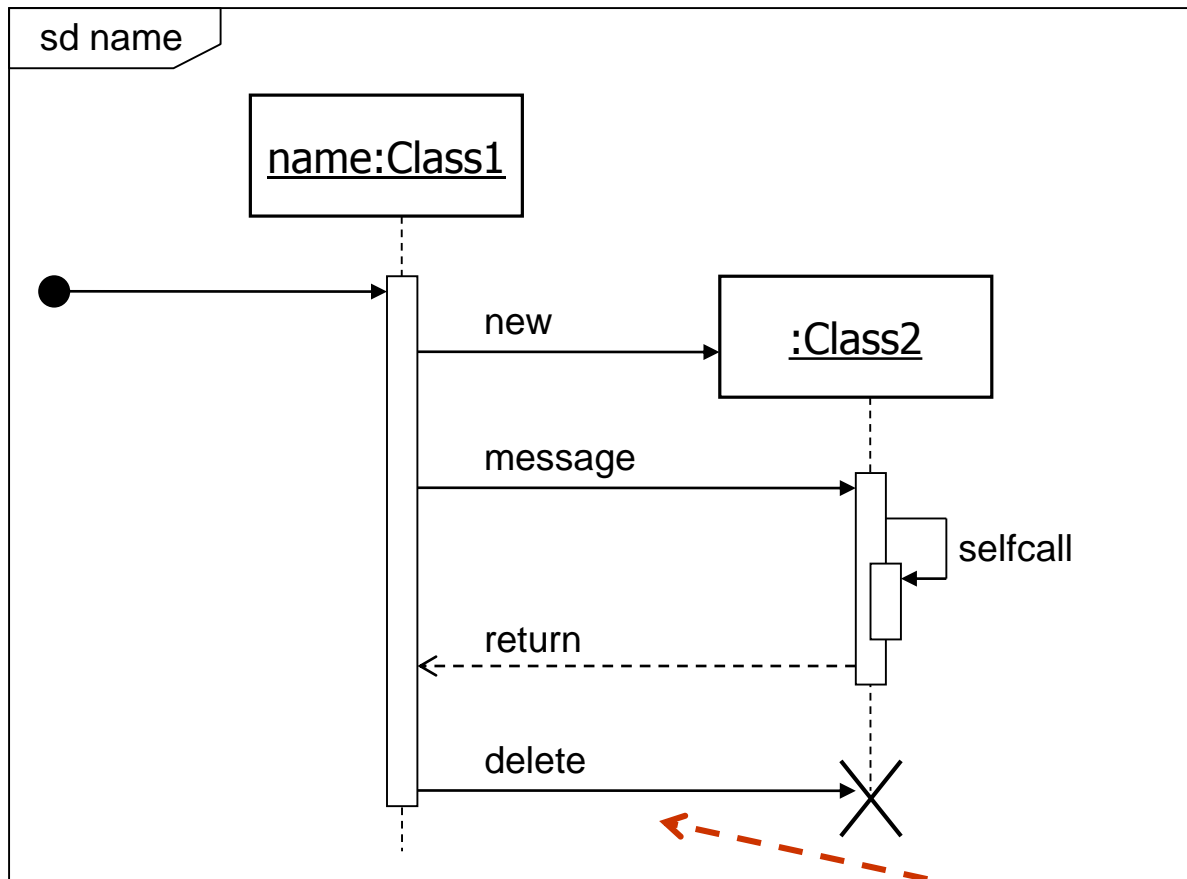 sd name
name:Class1
new
:Class2
message
selfcall
return
delete